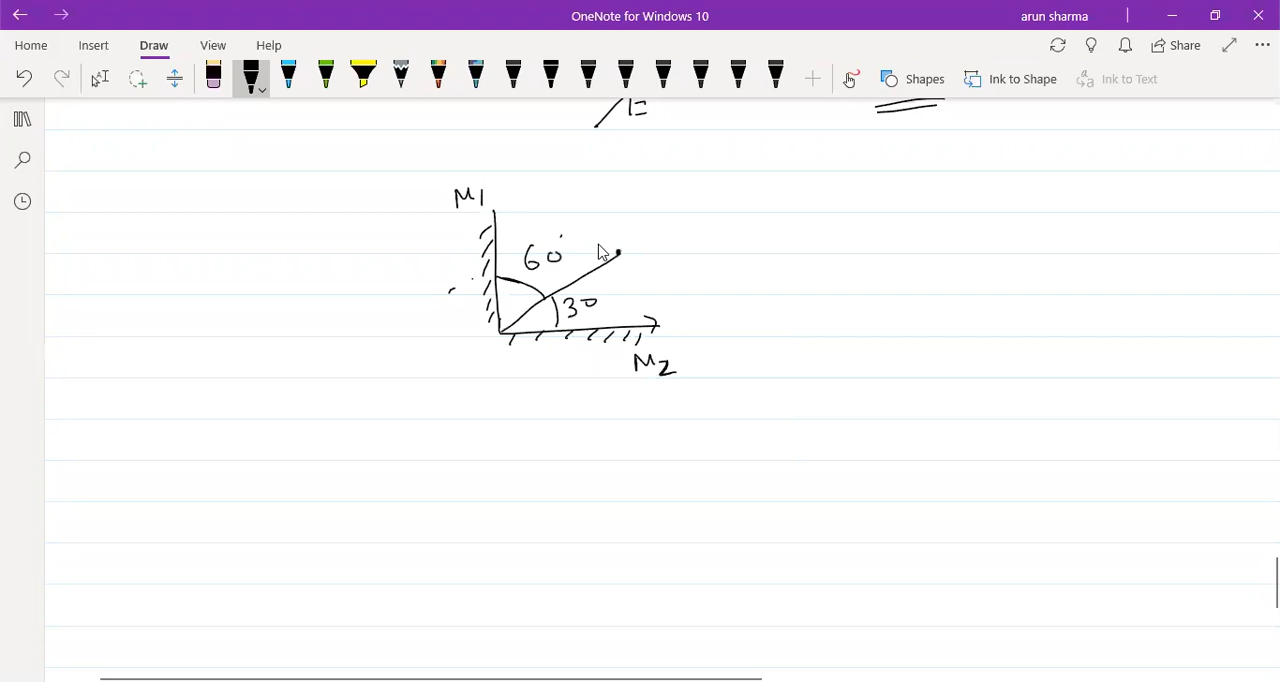 OneNote for Windows 10
arun sharma
Home Insert Draw View Help
Share
Shapes
Ink to Shape
Ink to Text
M1
60°
30
M2